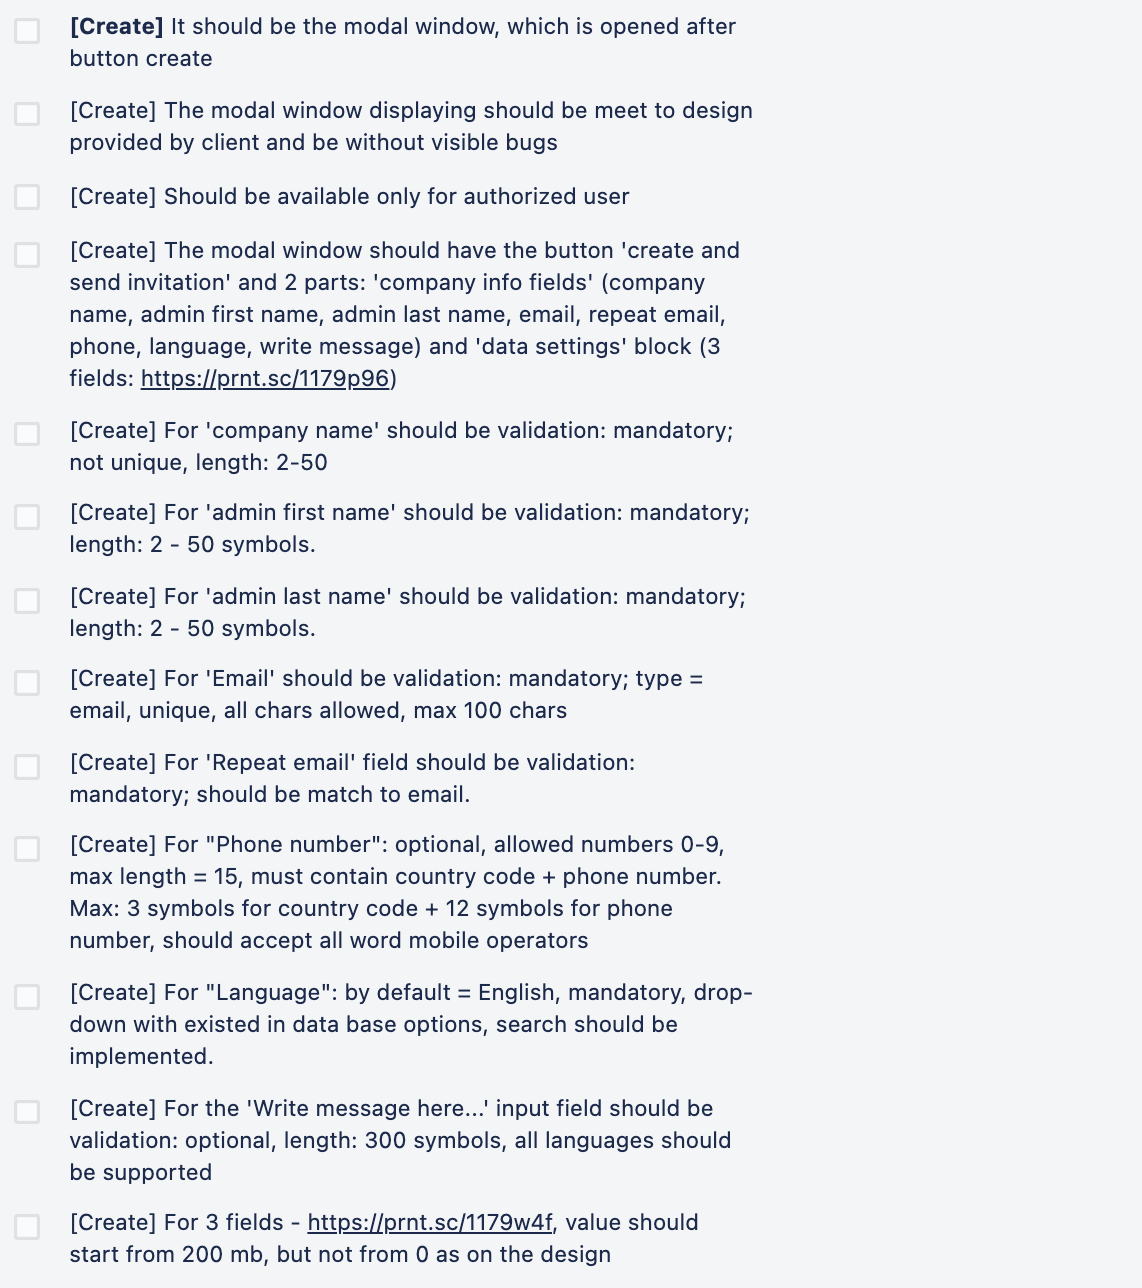 [Create] It should be the modal window, which is opened after
button create
[Create] The modal window displaying should be meet to design
provided by client and be without visible bugs
[Create] Should be available only for authorized user
[Create] The modal window should have the button 'create and
send invitation' and 2 parts: 'company info fields' (company
name, admin first name, admin last name, email, repeat email,
phone, language, write message) and 'data settings' block (3
fields: https://prnt.sc/1179p96)
[Create] For 'company name' should be validation: mandatory;
not unique, length: 2-50
[Create] For 'admin first name' should be validation: mandatory;
length: 2 - 50 symbols.
[Create] For 'admin last name' should be validation: mandatory;
length: 2 - 50 symbols.
[Create] For 'Email' should be validation: mandatory; type =
email, unique, all chars allowed, max 100 chars
[Create] For 'Repeat email' field should be validation:
mandatory; should be match to email.
[Create] For "Phone number": optional, allowed numbers 0-9,
max length = 15, must contain country code + phone number.
Max: 3 symbols for country code + 12 symbols for phone
number, should accept all word mobile operators
[Create] For "Language": by default = English, mandatory, drop-
down with existed in data base options, search should be
implemented.
[Create] For the 'Write message here...' input field should be
validation: optional, length: 300 symbols, all languages should
be supported
[Create] For 3 fields - https://prnt.sc/1179w4f, value should
start from 200 mb, but not from 0 as on the design